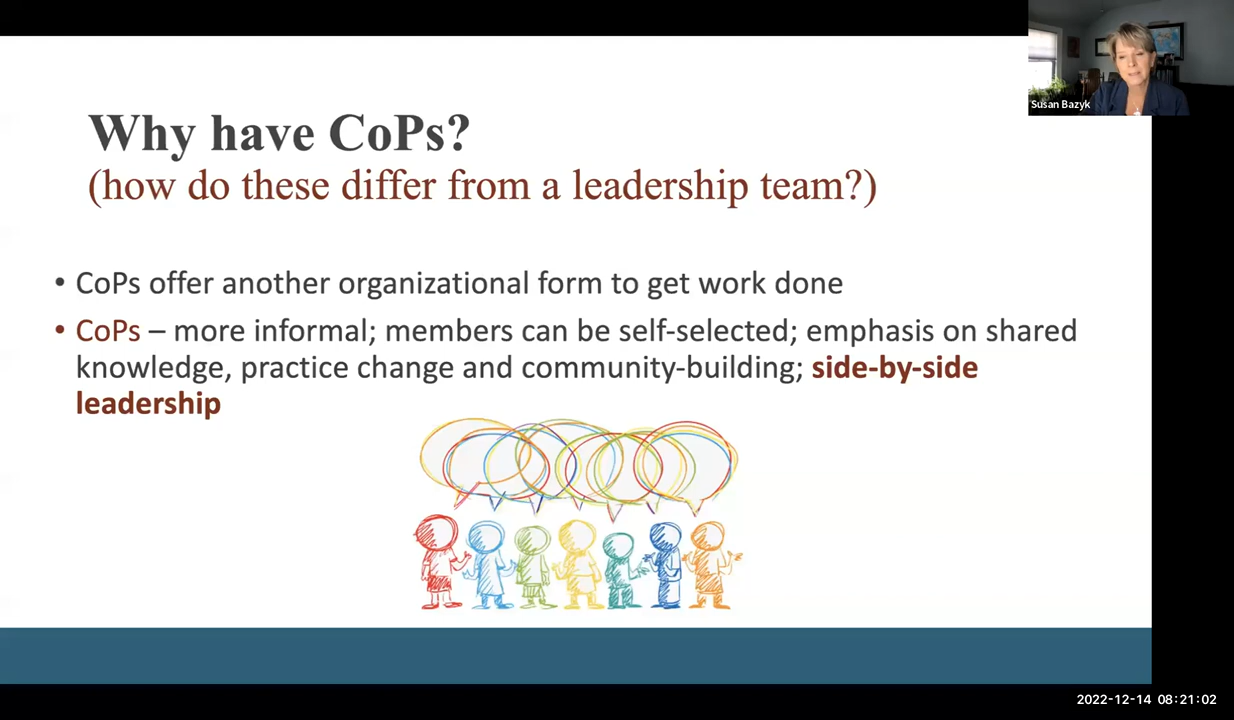 Susan Bazyk
Why have CoPs?
(how do these differ from a leadership team?)
• CoPs offer another organizational form to get work done
• CoPs – more informal; members can be self-selected; emphasis on shared
knowledge, practice change and community-building; side-by-side
leadership
2022-12-14 08:21:02